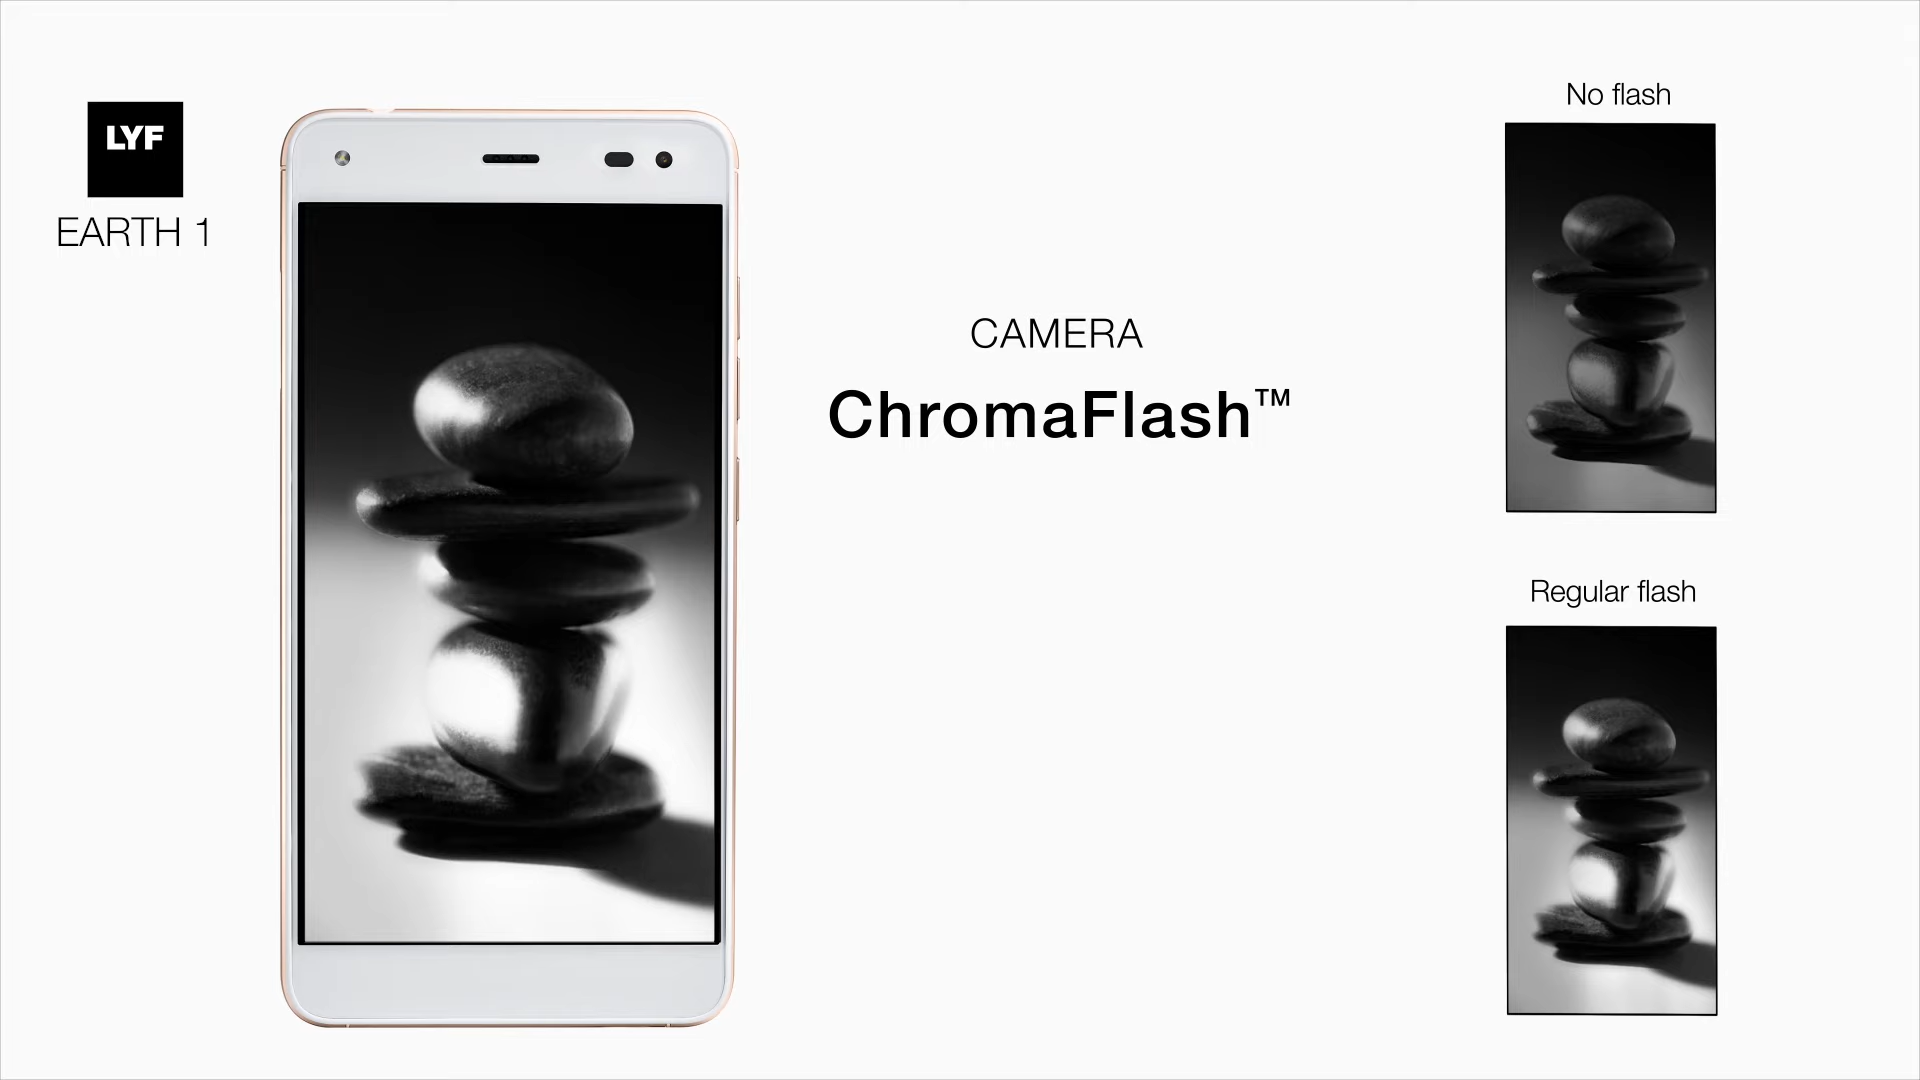 LYF
EARTH 1
CAMERA
ChromaFlash™
No flash
Regular flash